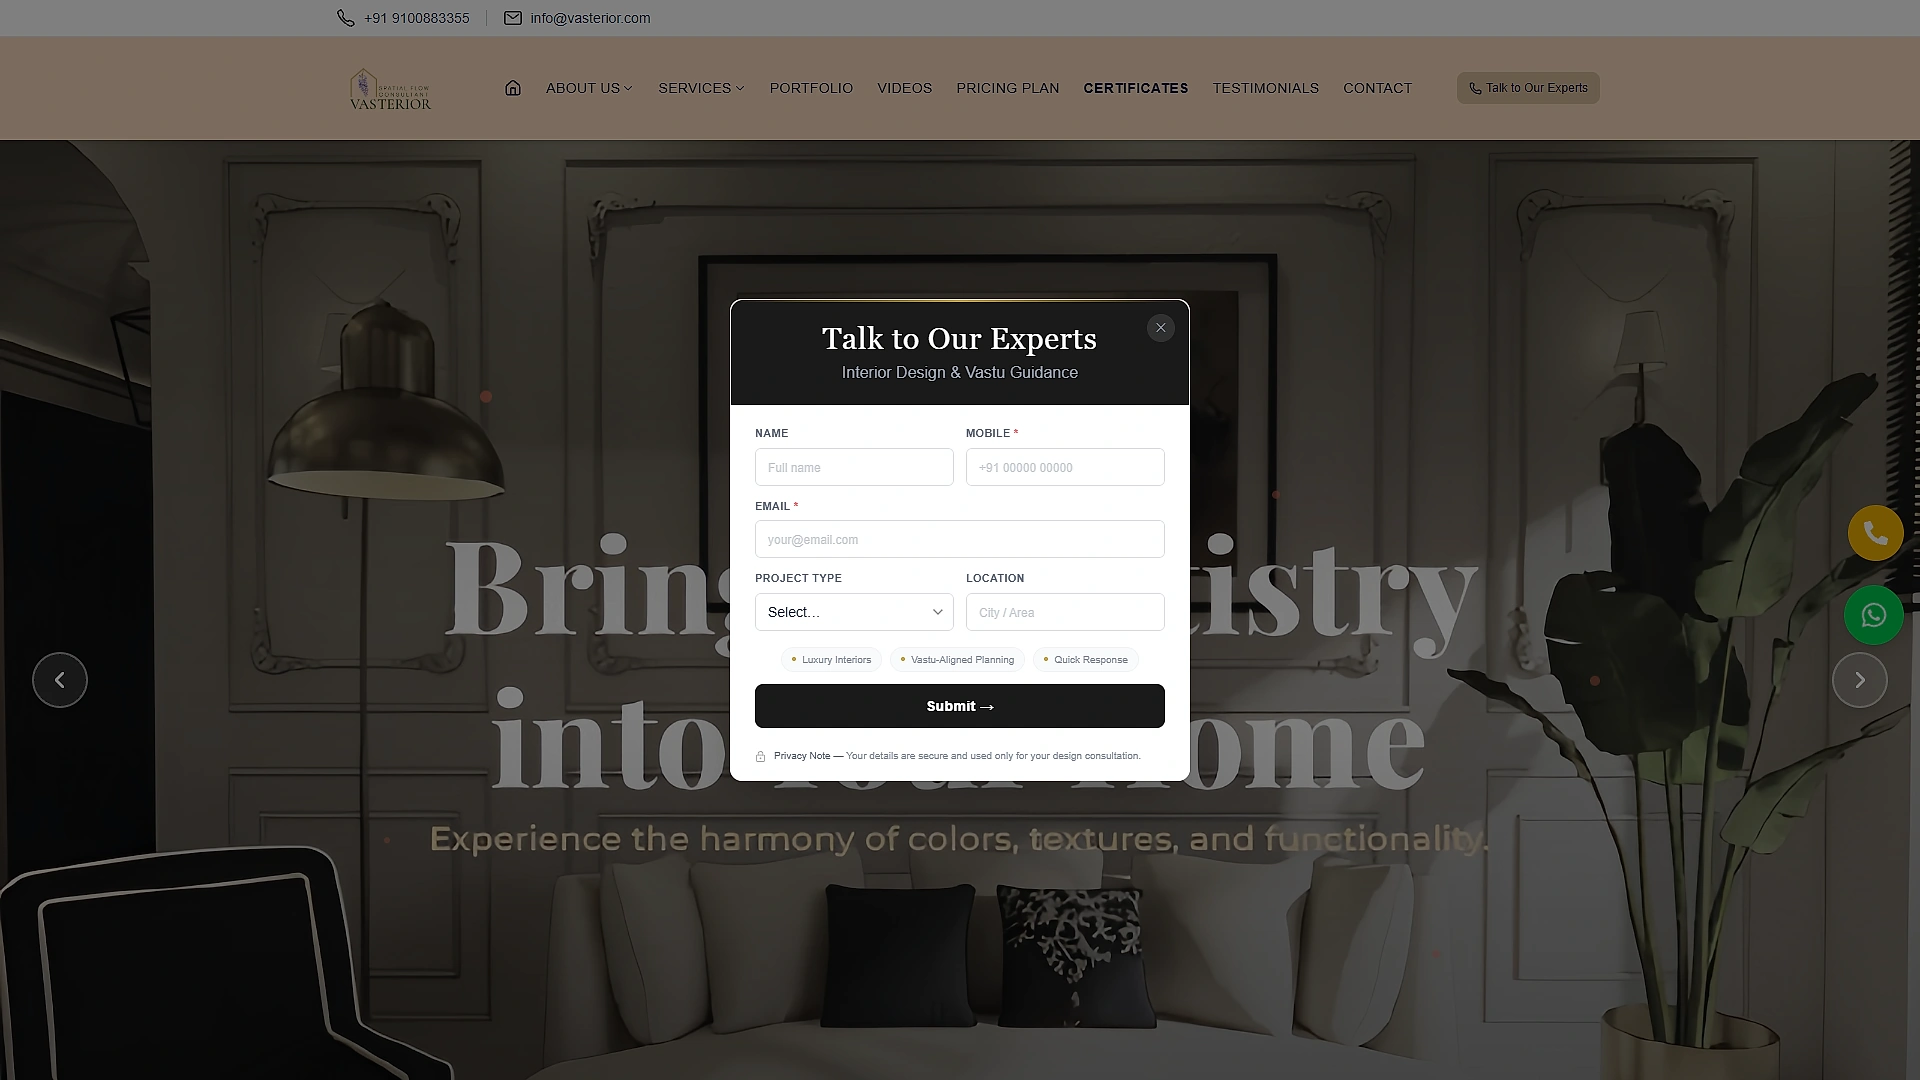 +91 9100883355
info@vasterior.com
SPATIAL FLOW
CONSULTANT
VASTERIOR
ABOUT US
SERVICES
PORTFOLIO
VIDEOS
PRICING PLAN
CERTIFICATES
TESTIMONIALS
CONTACT
Talk to Our Experts
Talk to Our Experts
Interior Design & Vastu Guidance
NAME
MOBILE *
Full name
+91 00000 00000
EMAIL *
your@email.com
PROJECT TYPE
LOCATION
Select...
City / Area
Luxury Interiors
Vastu-Aligned Planning
Quick Response
Submit →
Privacy Note — Your details are secure and used only for your design consultation.
into
Experience the harmony of colors, textures, and functionality.